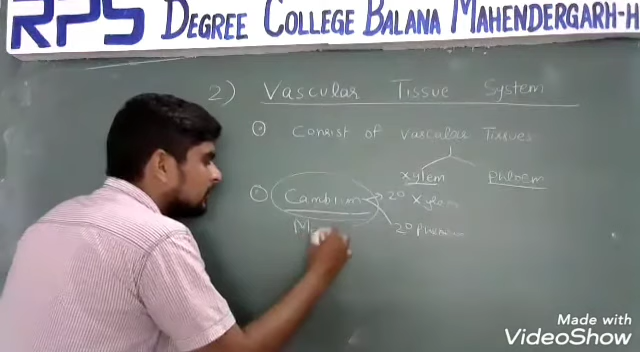 RPS DEGREE COLLEGE BALANA MAHENDERGARH-H
2) Vascular Tissue System
Consist of vascular Tissues
xylem phloem
Cambium 2° Xylem
2° Phloem
M
Made with
VideoShow